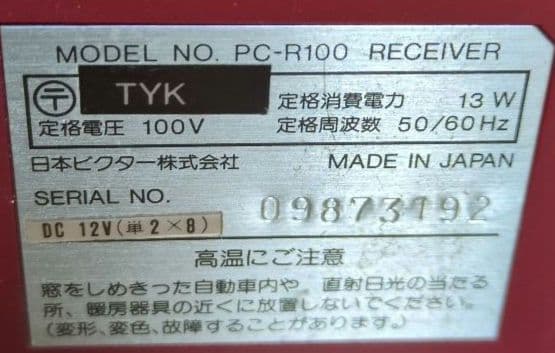 MODEL NO. PC-R100 RECEIVER
〒 TYK 定格消費電力 13W
定格電圧 100V 定格周波数 50/60Hz
日本ビクター株式会社 MADE IN JAPAN
SERIAL NO. 09873192
DC 12V(単2×8)
高温にご注意
窓をしめきった自動車内や、直射日光の当たる
所、暖房器具の近くに放置しないでください。
(変形、変色、故障することがあります。)